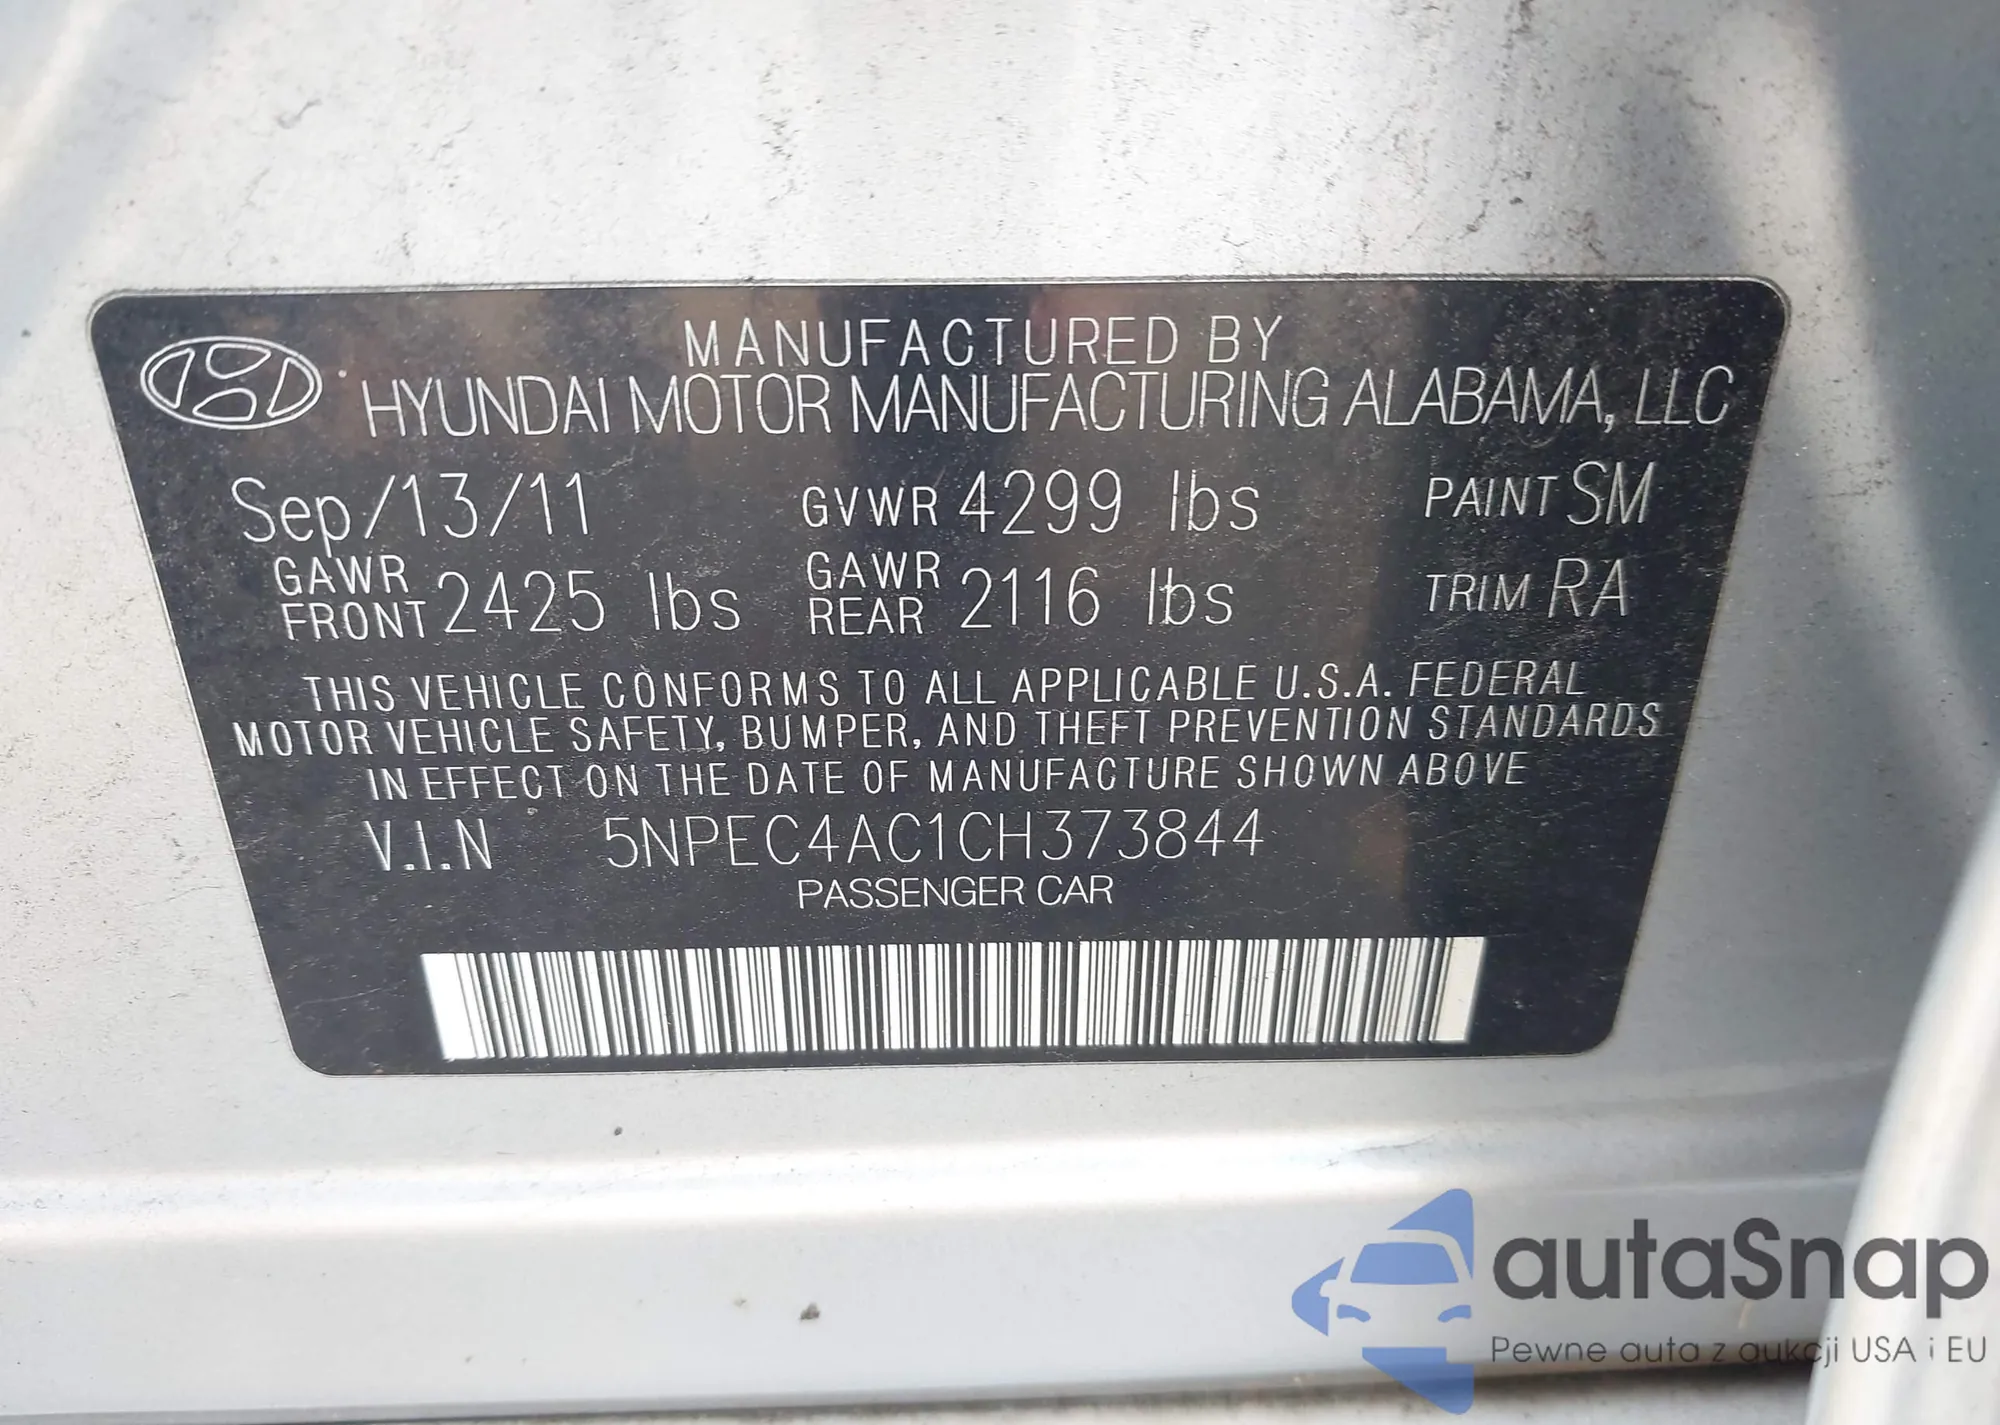 MANUFACTURED BY
HYUNDAI MOTOR MANUFACTURING ALABAMA, LLC
Sep/13/11 GVWR 4299 lbs PAINT SM
GAWR FRONT 2425 lbs GAWR REAR 2116 lbs TRIM RA
THIS VEHICLE CONFORMS TO ALL APPLICABLE U.S.A. FEDERAL
MOTOR VEHICLE SAFETY, BUMPER, AND THEFT PREVENTION STANDARDS
IN EFFECT ON THE DATE OF MANUFACTURE SHOWN ABOVE
V.I.N 5NPEC4AC1CH373844
PASSENGER CAR
autaSnap
Pewne auta z aukcji USA i EU